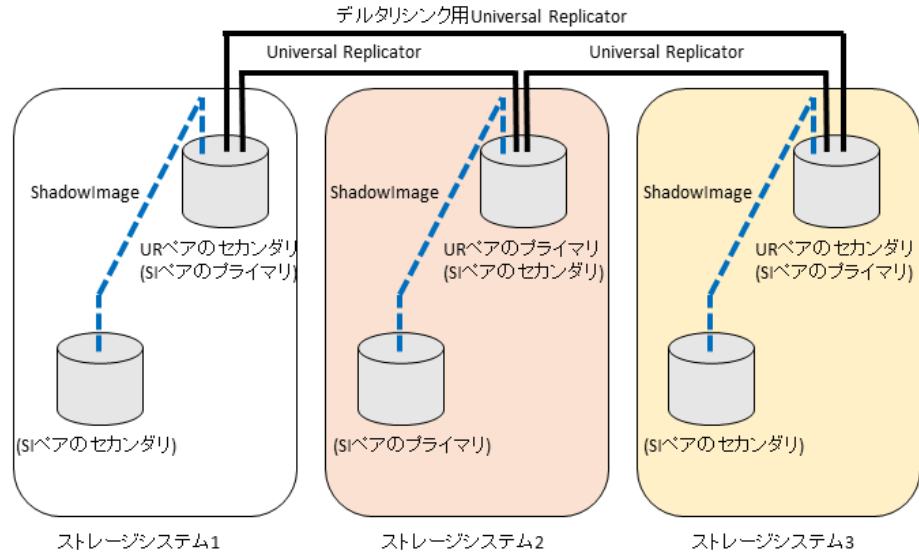 デルタリシンク用Universal Replicator
Universal Replicator
Universal Replicator
ShadowImage
URペアのセカンダリ
(SIペアのプライマリ)
(SIペアのセカンダリ)
ストレージシステム1
ShadowImage
URペアのプライマリ
(SIペアのセカンダリ)
(SIペアのプライマリ)
ストレージシステム2
ShadowImage
URペアのセカンダリ
(SIペアのプライマリ)
(SIペアのセカンダリ)
ストレージシステム3